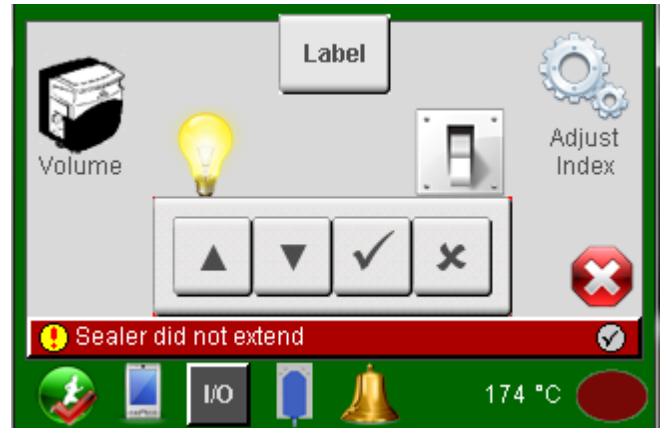 Label
Volume
Adjust
Index
Sealer did not extend
I/O
174 °C